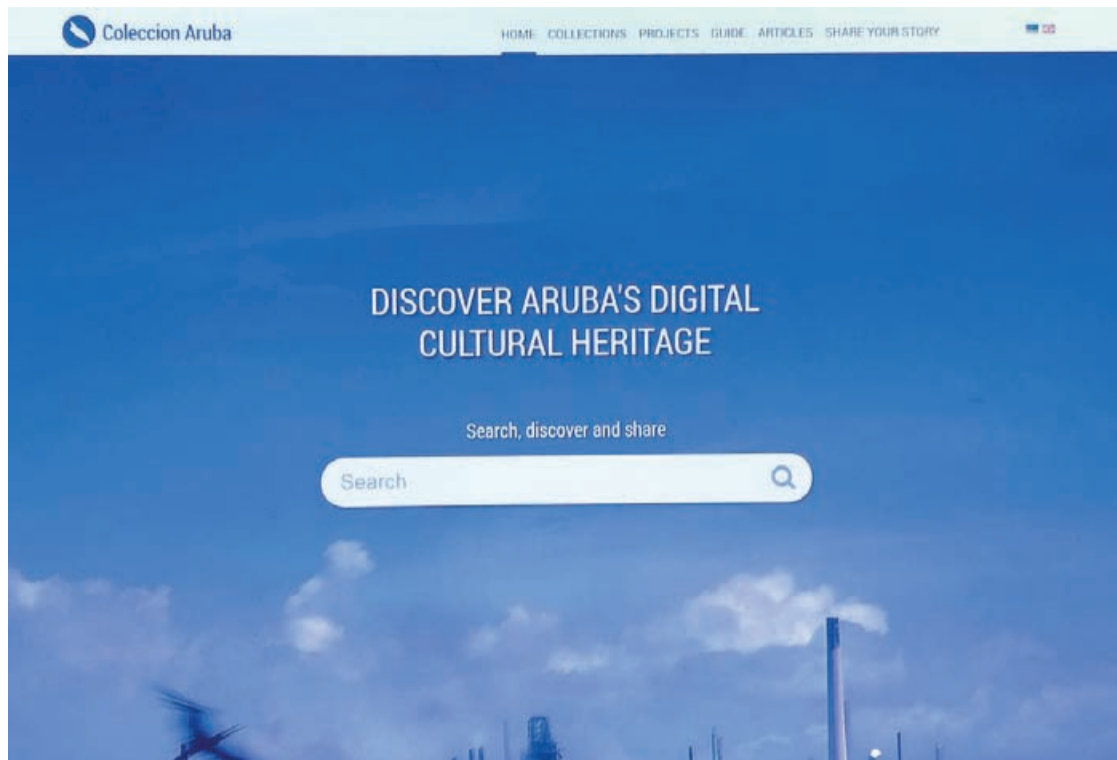 Coleccion Aruba
HOME COLLECTIONS PROJECTS GUIDE ARTICLES SHARE YOUR STORY
DISCOVER ARUBA'S DIGITAL
CULTURAL HERITAGE
Search, discover and share
Search